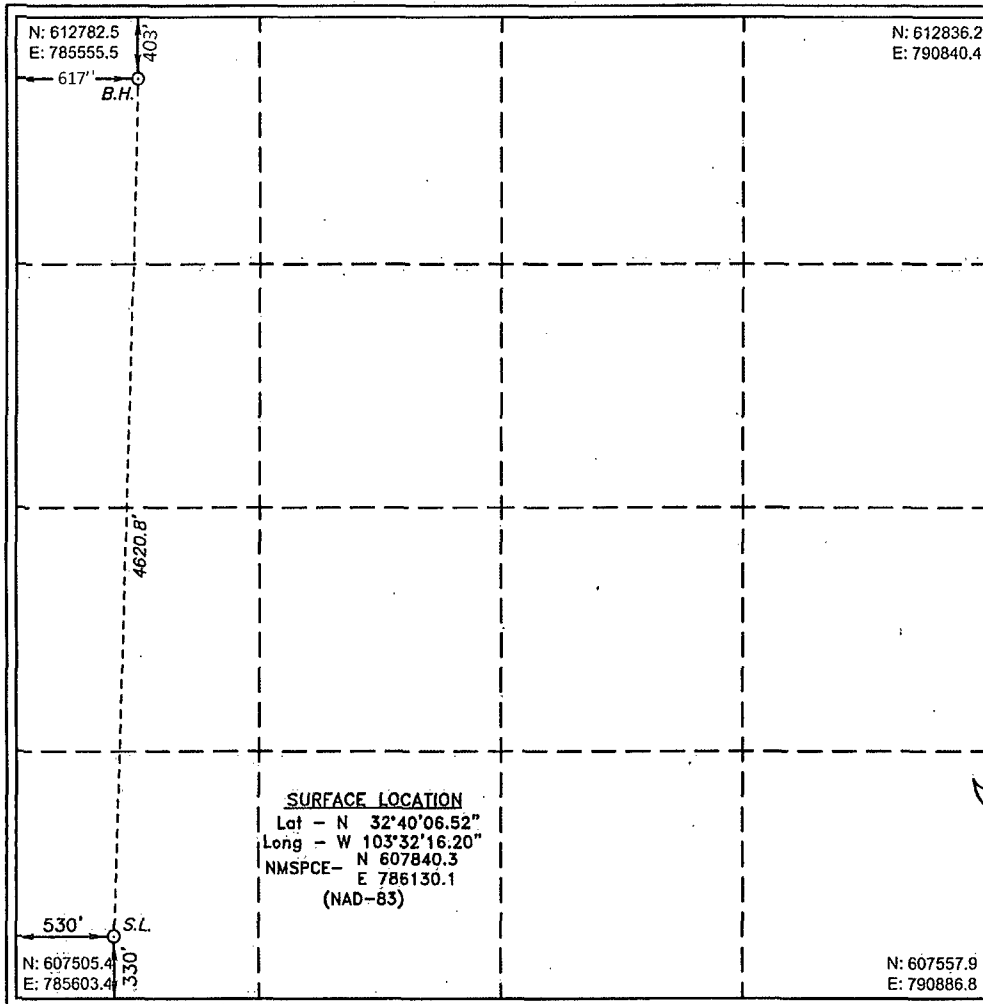 N: 612782.5
E: 785555.5
403'
N: 612836.2
E: 790840.4
617''
B.H.
4620.8'
SURFACE LOCATION
Lat - N 32°40'06.52"
Long - W 103°32'16.20"
NMSPCE- N 607840.3
E 786130.1
(NAD-83)
530'
S.L.
330'
N: 607505.4
E: 785603.4
N: 607557.9
E: 790886.8